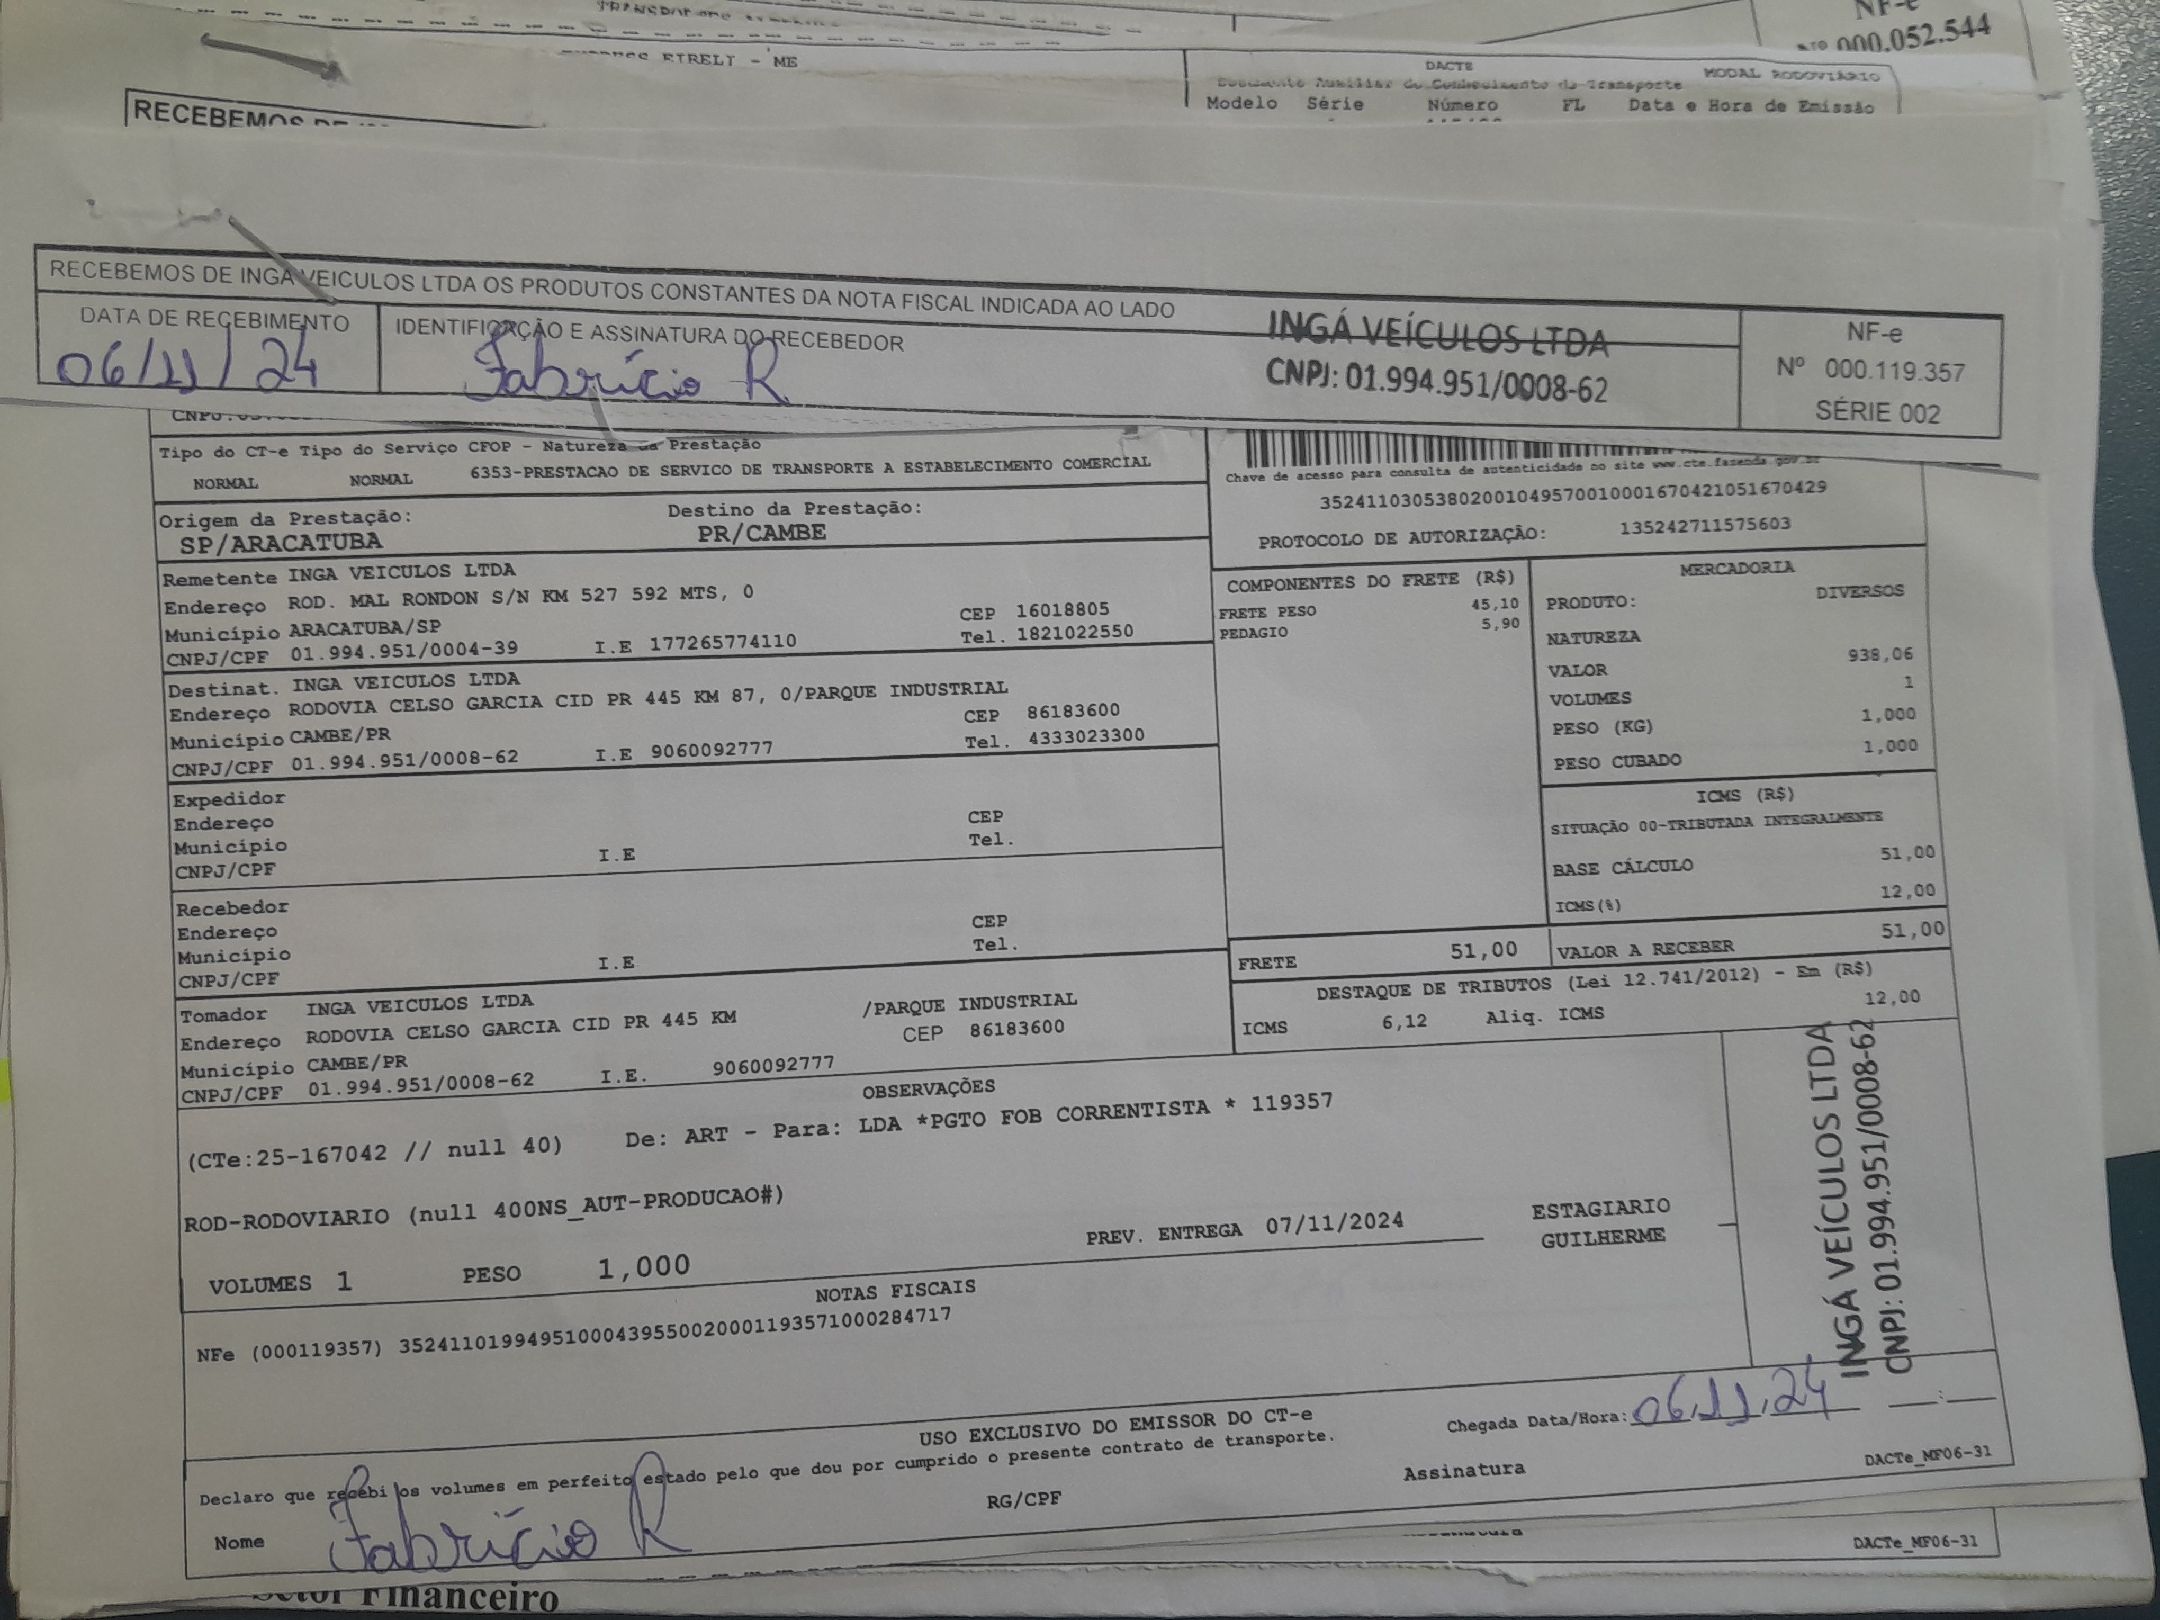 NF-e
000.052.544
EIRELI - ME
DACTE
MODAL RODOVIÁRIO
Documento Auxiliar do Conhecimento de Transporte
Modelo Série Número FL Data e Hora de Emissão
RECEBEMOS DE
RECEBEMOS DE INGA VEICULOS LTDA OS PRODUTOS CONSTANTES DA NOTA FISCAL INDICADA AO LADO
DATA DE RECEBIMENTO
06/11/24
IDENTIFICAÇÃO E ASSINATURA DO RECEBEDOR
Fabrício R
INGÁ VEÍCULOS LTDA
CNPJ: 01.994.951/0008-62
NF-e
Nº 000.119.357
SÉRIE 002
Tipo do CT-e Tipo do Serviço CFOP - Natureza da Prestação
NORMAL NORMAL 6353-PRESTACAO DE SERVICO DE TRANSPORTE A ESTABELECIMENTO COMERCIAL
Chave de acesso para consulta de autenticidade no site www.cte.fazenda.gov.br
35241103053802001049570010001670421051670429
PROTOCOLO DE AUTORIZAÇÃO: 135242711575603
Origem da Prestação: Destino da Prestação:
SP/ARACATUBA PR/CAMBE
Remetente INGA VEICULOS LTDA
Endereço ROD. MAL RONDON S/N KM 527 592 MTS, 0
Município ARACATUBA/SP CEP 16018805
CNPJ/CPF 01.994.951/0004-39 I.E 177265774110 Tel. 1821022550
Destinat. INGA VEICULOS LTDA
Endereço RODOVIA CELSO GARCIA CID PR 445 KM 87, 0/PARQUE INDUSTRIAL
Município CAMBE/PR CEP 86183600
CNPJ/CPF 01.994.951/0008-62 I.E 9060092777 Tel. 4333023300
Expedidor
Endereço
Município CEP
CNPJ/CPF I.E Tel.
Recebedor
Endereço
Município CEP
CNPJ/CPF I.E Tel.
Tomador INGA VEICULOS LTDA
Endereço RODOVIA CELSO GARCIA CID PR 445 KM /PARQUE INDUSTRIAL
Município CAMBE/PR CEP 86183600
CNPJ/CPF 01.994.951/0008-62 I.E. 9060092777
COMPONENTES DO FRETE (R$)
FRETE PESO 45,10
PEDAGIO 5,90
MERCADORIA
PRODUTO: DIVERSOS
NATUREZA
VALOR 938,06
VOLUMES 1
PESO (KG) 1,000
PESO CUBADO 1,000
ICMS (R$)
SITUAÇÃO 00-TRIBUTADA INTEGRALMENTE
BASE CÁLCULO 51,00
ICMS(%) 12,00
FRETE 51,00 VALOR A RECEBER 51,00
DESTAQUE DE TRIBUTOS (Lei 12.741/2012) - Em (R$)
ICMS 6,12 Aliq. ICMS 12,00
OBSERVAÇÕES
(CTe:25-167042 // null 40) De: ART - Para: LDA *PGTO FOB CORRENTISTA * 119357
ROD-RODOVIARIO (null 400NS_AUT-PRODUCAO#)
VOLUMES 1 PESO 1,000 PREV. ENTREGA 07/11/2024
ESTAGIARIO
GUILHERME
INGÁ VEÍCULOS LTDA
CNPJ: 01.994.951/0008-62
NOTAS FISCAIS
NFe (000119357) 35241101994951000439550020001193571000284717
USO EXCLUSIVO DO EMISSOR DO CT-e
Chegada Data/Hora: 06.11.24
Declaro que recebi os volumes em perfeito estado pelo que dou por cumprido o presente contrato de transporte.
Nome Fabrício R RG/CPF Assinatura
DACTe_MF06-31
DACTe_MF06-31
Setor Financeiro